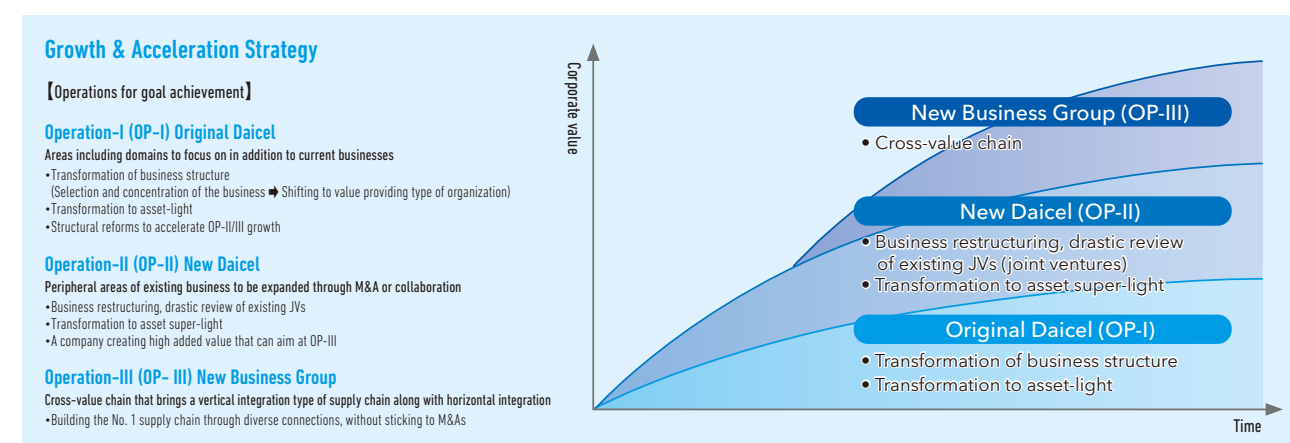 Growth & Acceleration Strategy
【Operations for goal achievement】
Operation-I (OP-I) Original Daicel
Areas including domains to focus on in addition to current businesses
•Transformation of business structure
(Selection and concentration of the business ➡ Shifting to value providing type of organization)
•Transformation to asset-light
•Structural reforms to accelerate OP-II/III growth
Operation-II (OP-II) New Daicel
Peripheral areas of existing business to be expanded through M&A or collaboration
•Business restructuring, drastic review of existing JVs
•Transformation to asset super-light
•A company creating high added value that can aim at OP-III
Operation-III (OP- III) New Business Group
Cross-value chain that brings a vertical integration type of supply chain along with horizontal integration
•Building the No. 1 supply chain through diverse connections, without sticking to M&As
Corporate value
New Business Group (OP-III)
• Cross-value chain
New Daicel (OP-II)
• Business restructuring, drastic review
of existing JVs (joint ventures)
• Transformation to asset super-light
Original Daicel (OP-I)
• Transformation of business structure
• Transformation to asset-light
Time